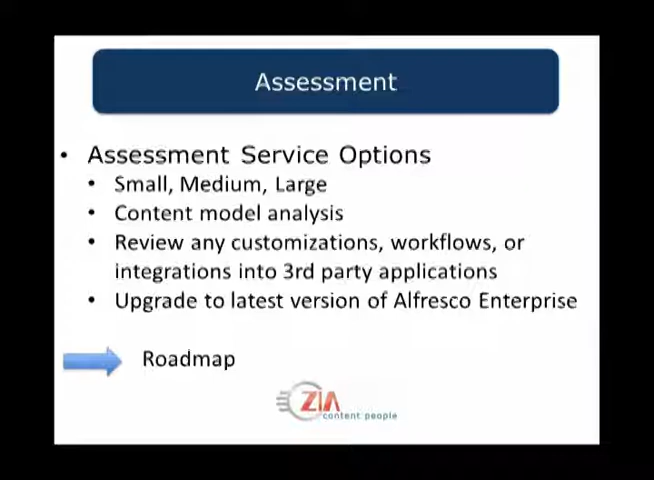 Assessment
• Assessment Service Options
• Small, Medium, Large
• Content model analysis
• Review any customizations, workflows, or
integrations into 3rd party applications
• Upgrade to latest version of Alfresco Enterprise
Roadmap
ZIA
content people